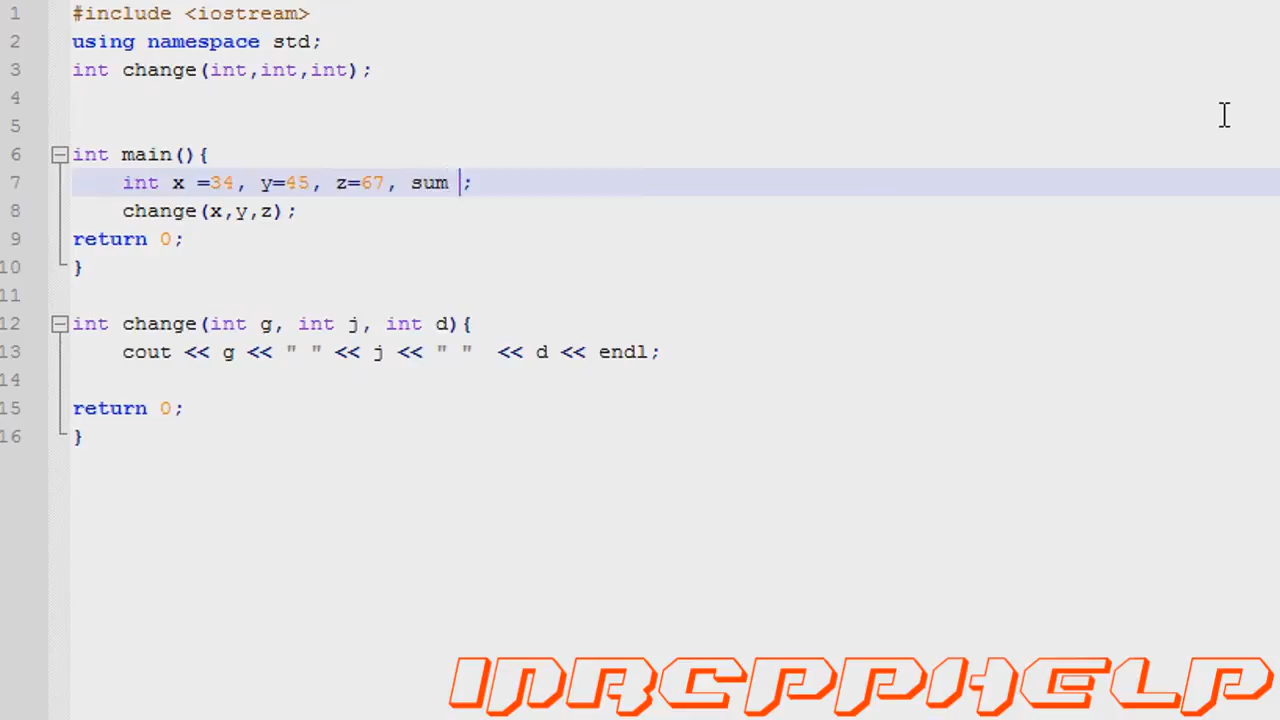 1 #include <iostream>
2 using namespace std;
3 int change(int,int,int);
4
5
6 int main(){
7     int x =34, y=45, z=67, sum ;
8     change(x,y,z);
9 return 0;
10 }
11
12 int change(int g, int j, int d){
13     cout << g << " " << j << " "  << d << endl;
14
15 return 0;
16 }
INRCPPHELP